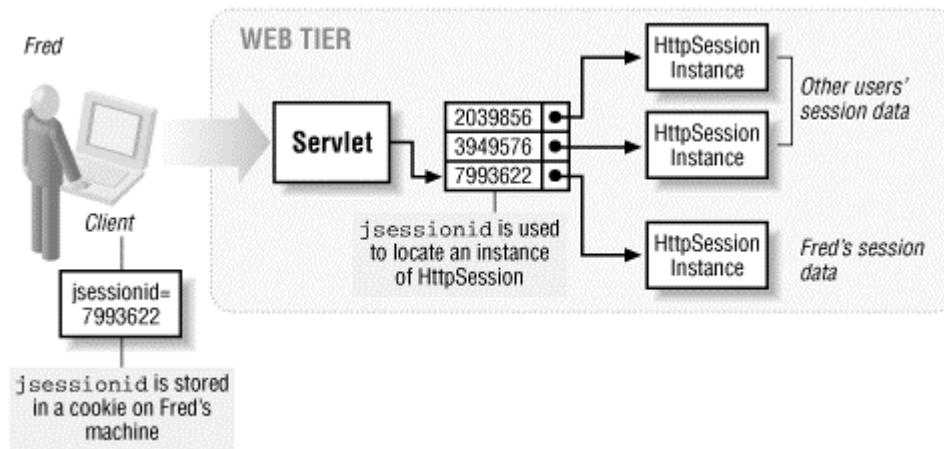 Fred
WEB TIER
Client
jsessionid=
7993622
jsessionid is stored
in a cookie on Fred's
machine
Servlet
2039856
3949576
7993622
jsessionid is used
to locate an instance
of HttpSession
HttpSession
Instance
HttpSession
Instance
Other users'
session data
HttpSession
Instance
Fred's session
data